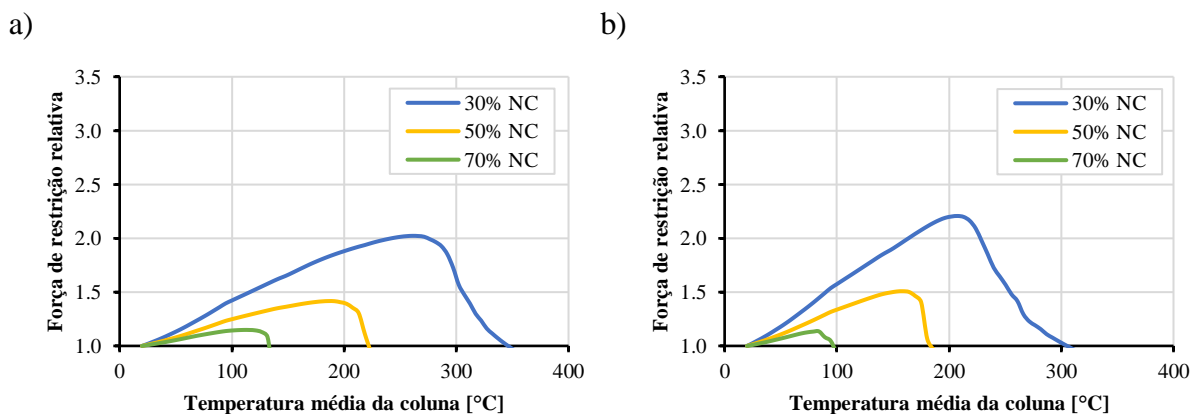 a)
Força de restrição relativa
3.5
3.0
2.5
2.0
1.5
1.0
30% NC
50% NC
70% NC
0
100
200
300
400
Temperatura média da coluna [°C]
b)
Força de restrição relativa
3.5
3.0
2.5
2.0
1.5
1.0
30% NC
50% NC
70% NC
0
100
200
300
400
Temperatura média da coluna [°C]